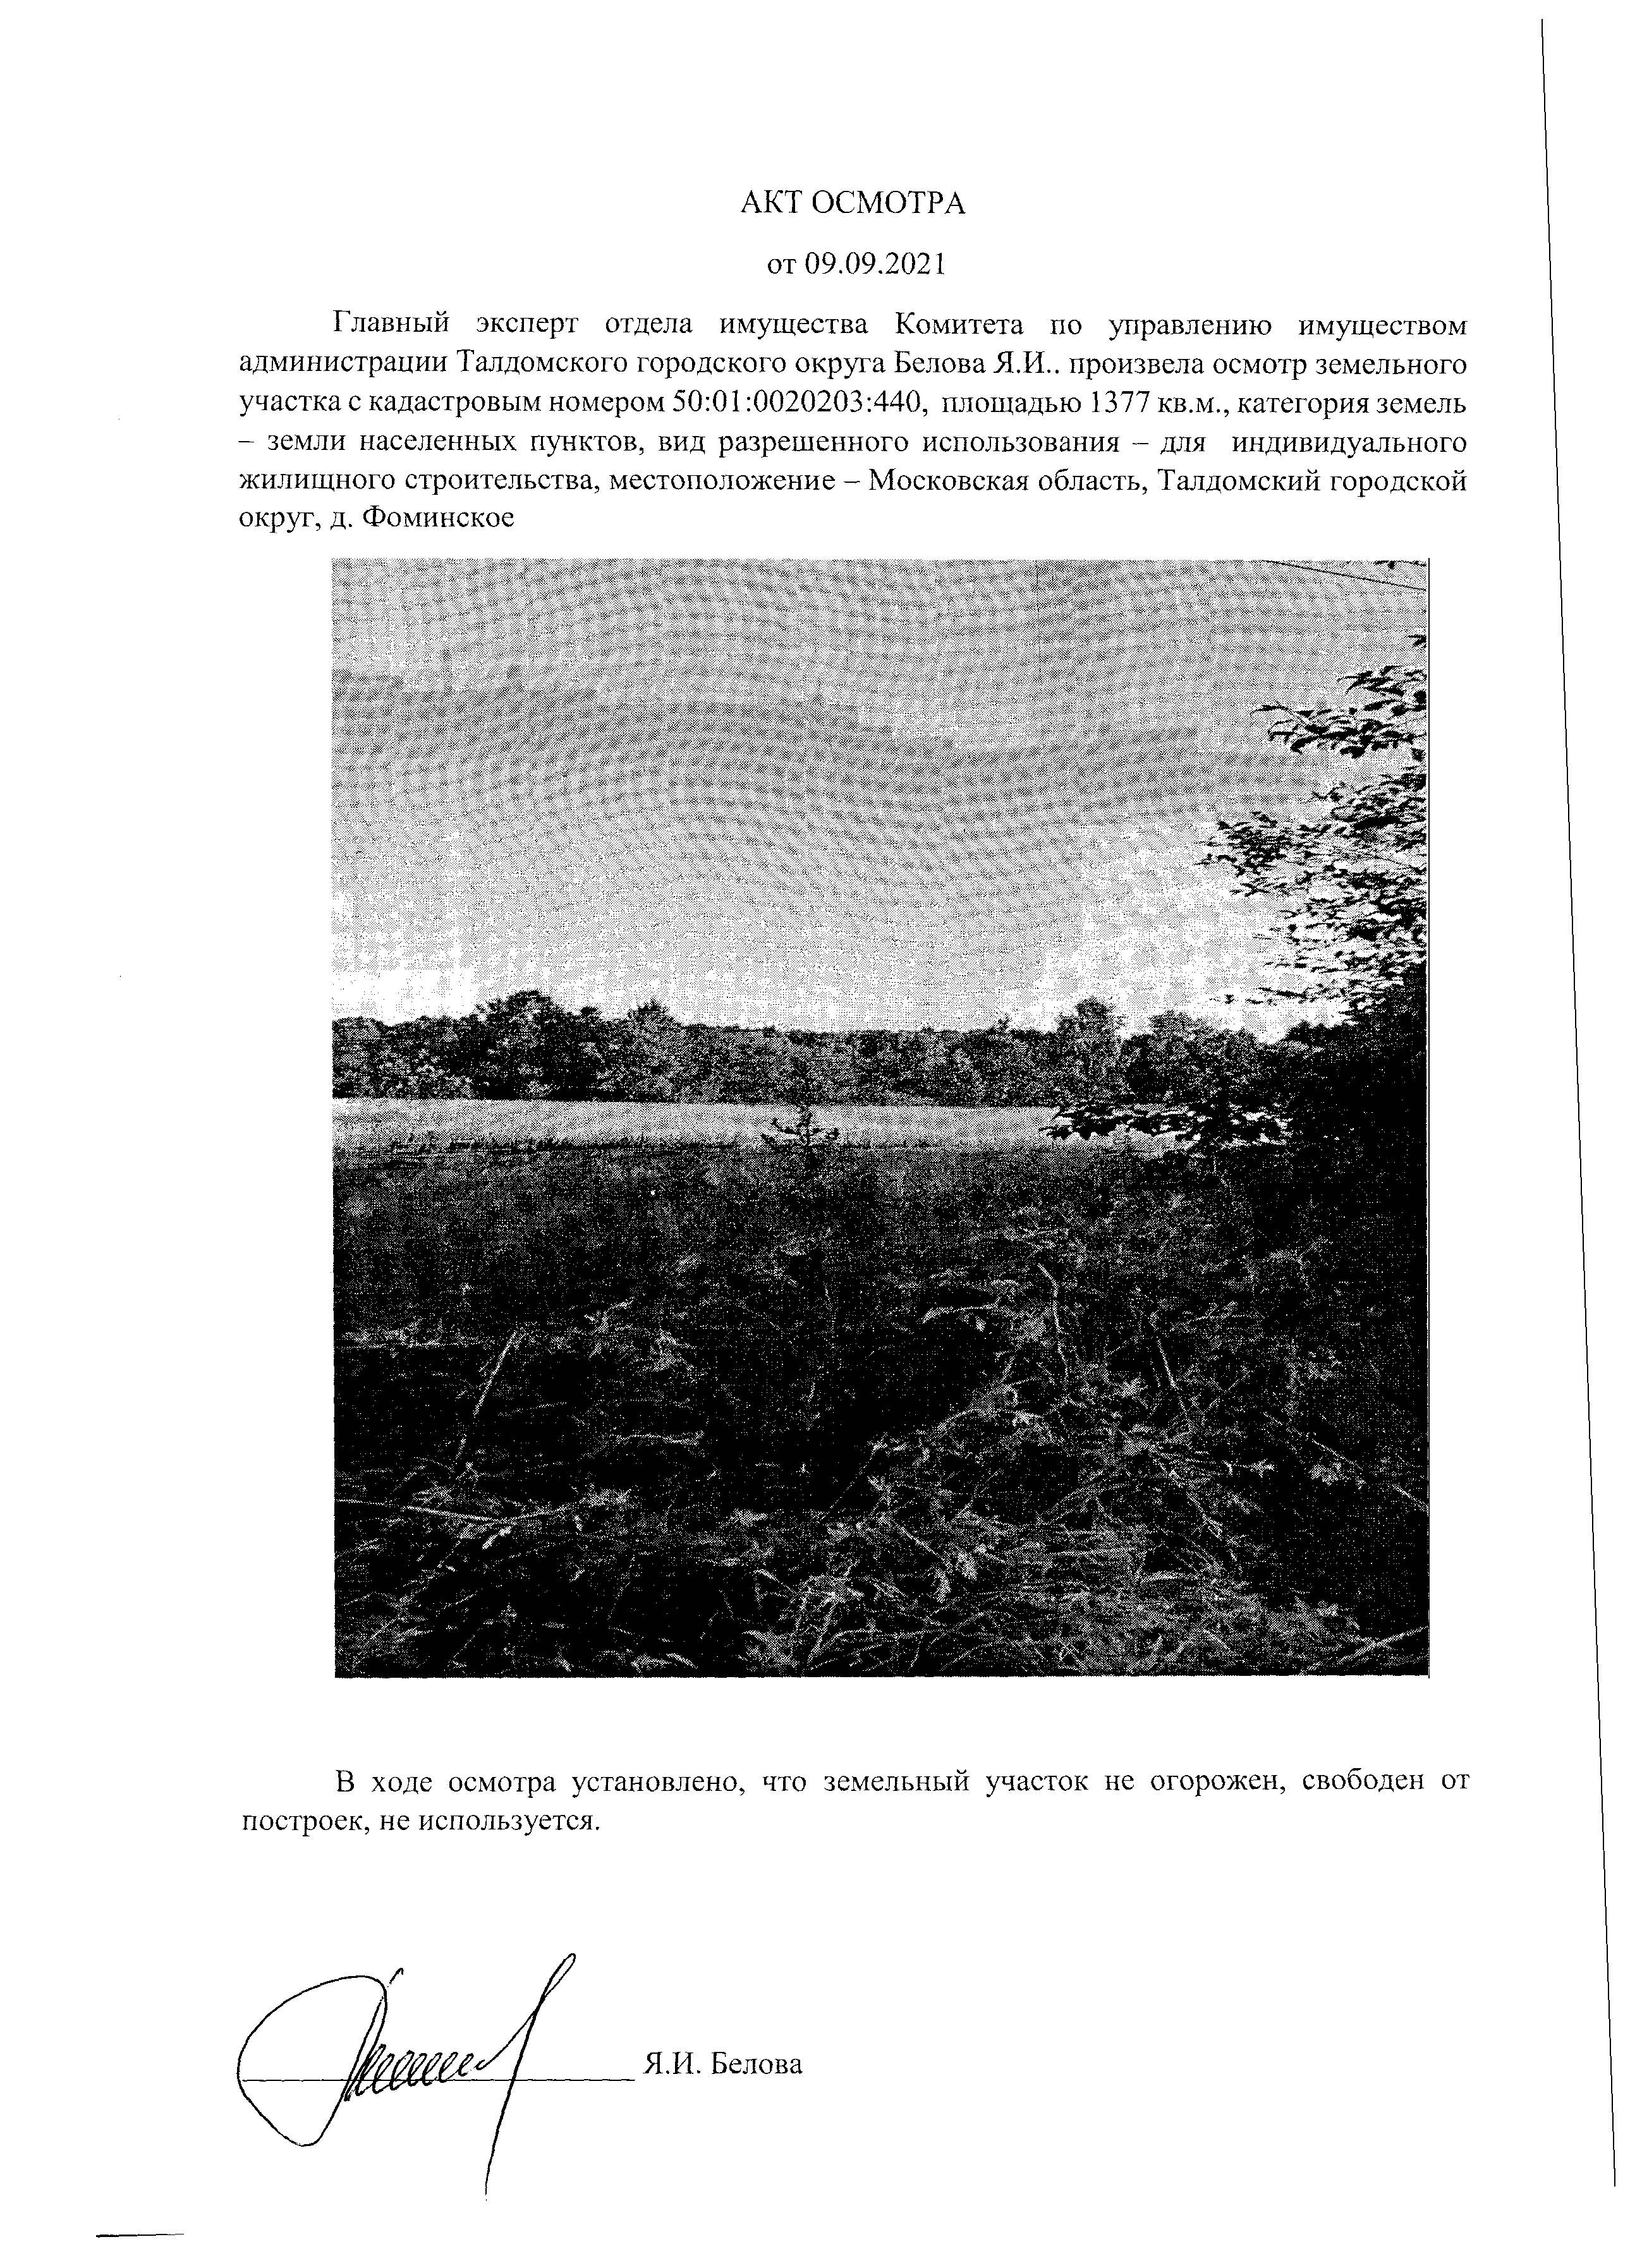 АКТ ОСМОТРА
от 09.09.2021
Главный эксперт отдела имущества Комитета по управлению имуществом
администрации Талдомского городского округа Белова Я.И.. произвела осмотр земельного
участка с кадастровым номером 50:01:0020203:440, площадью 1377 кв.м., категория земель
– земли населенных пунктов, вид разрешенного использования – для индивидуального
жилищного строительства, местоположение – Московская область, Талдомский городской
округ, д. Фоминское
В ходе осмотра установлено, что земельный участок не огорожен, свободен от
построек, не используется.
Я.И. Белова